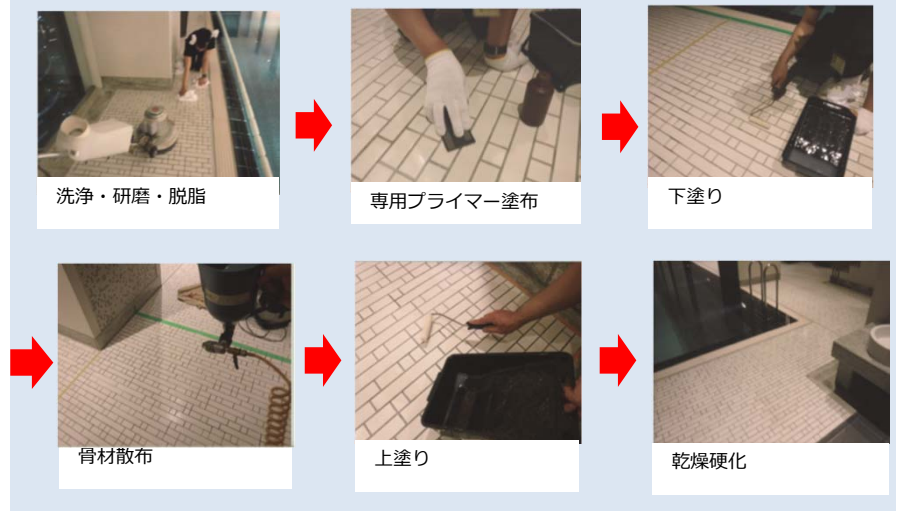 洗浄・研磨・脱脂
専用プライマー塗布
下塗り
骨材散布
上塗り
乾燥硬化